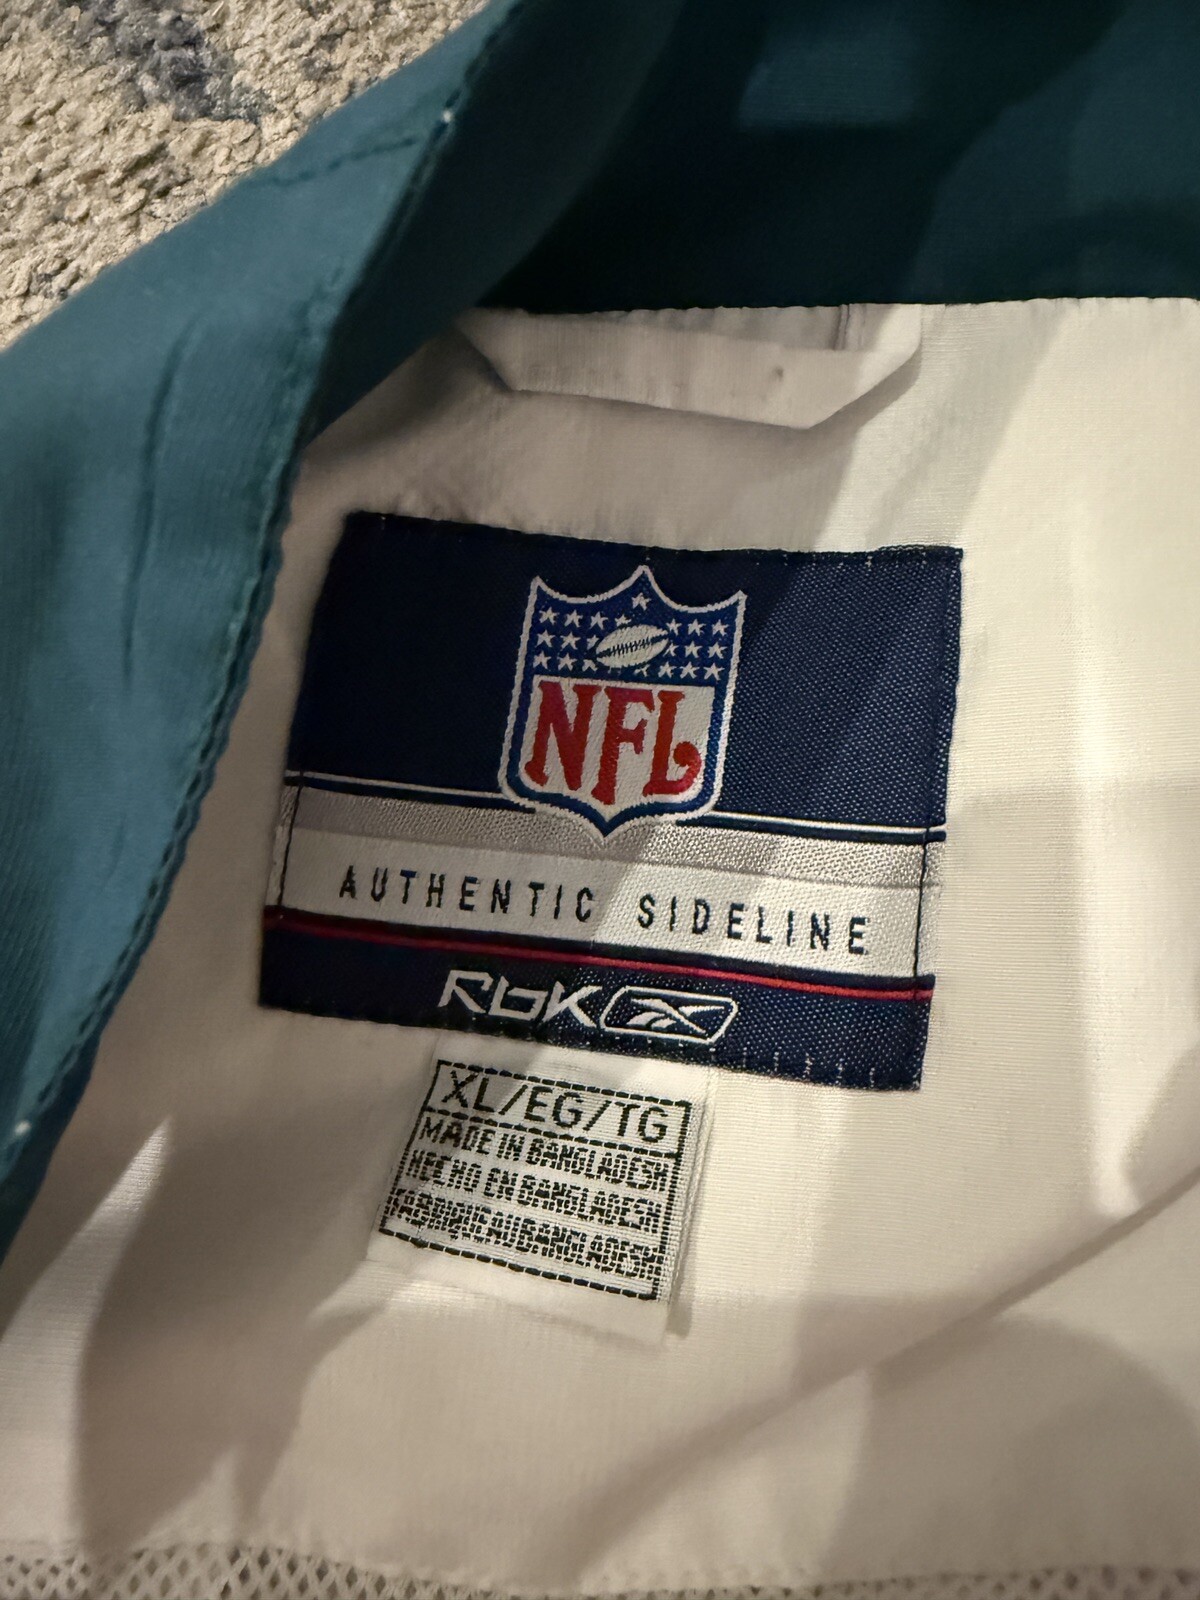 NFL
AUTHENTIC SIDELINE
RbK
XL/EG/TG
MADE IN BANGLADESH
HECHO EN BANGLADESH
FABRIQUE AU BANGLADESH